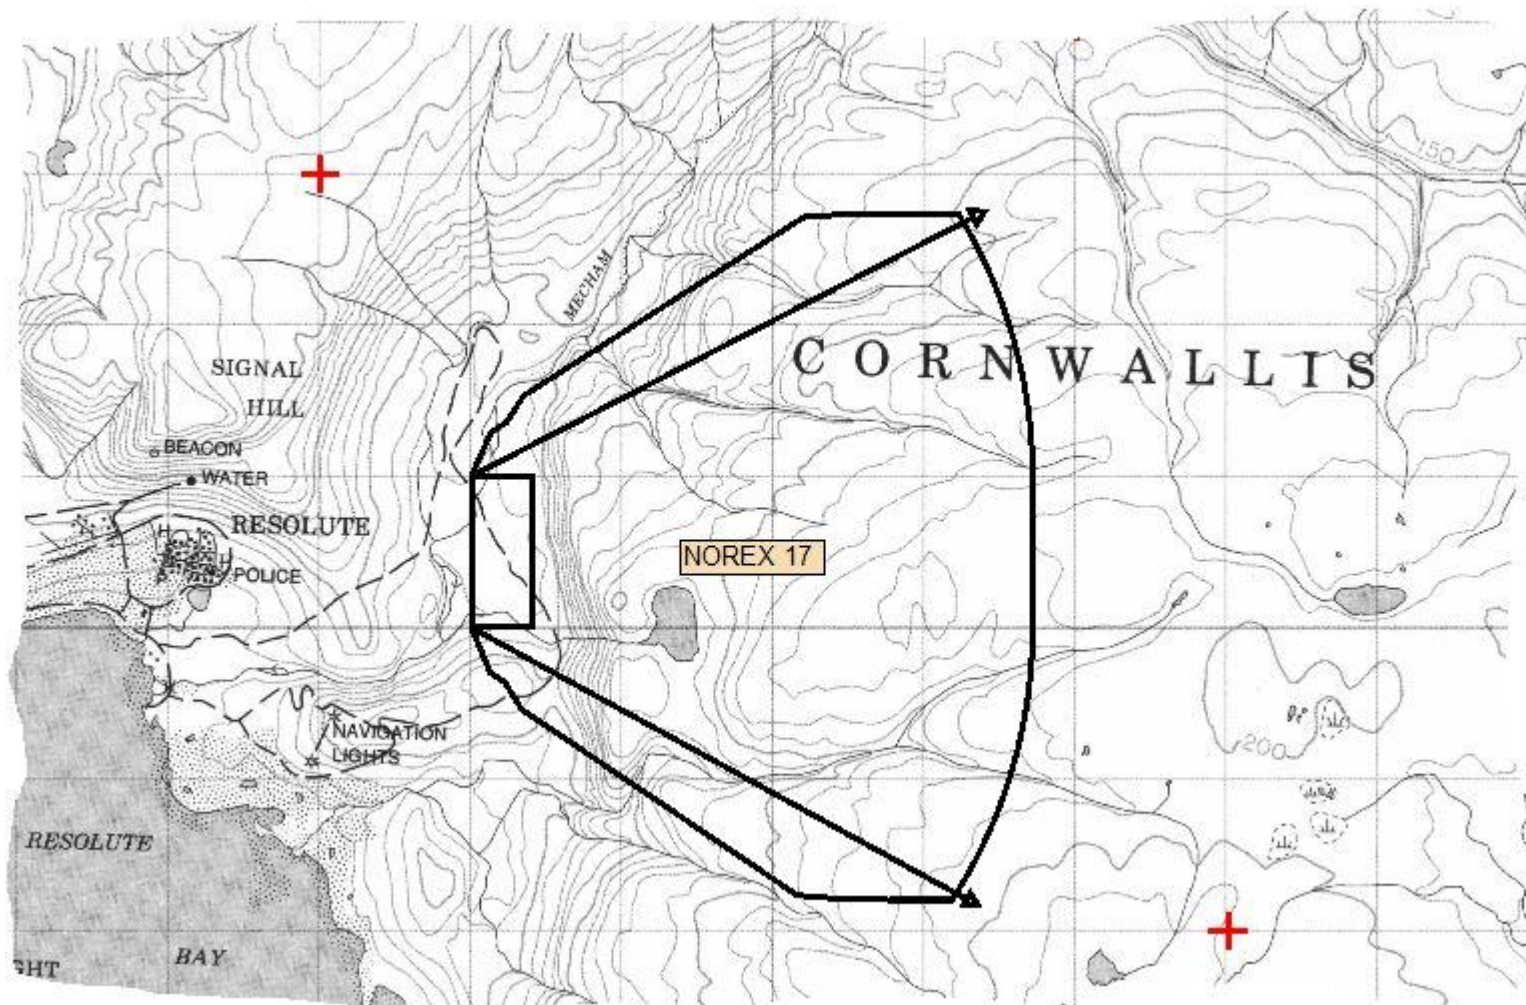 150
MECHAM
CORNWALLIS
SIGNAL
HILL
BEACON
WATER
RESOLUTE
POLICE
NOREX 17
NAVIGATION
LIGHTS
200
RESOLUTE
BAY
GHT